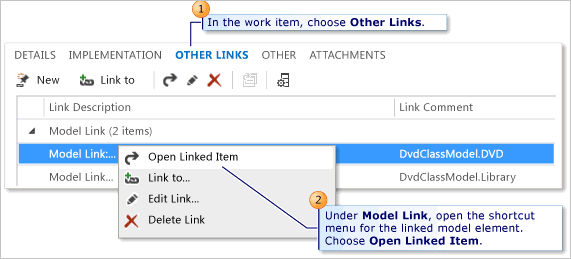 1
In the work item, choose Other Links.
DETAILS IMPLEMENTATION OTHER LINKS OTHER ATTACHMENTS
New Link to
Link Description Link Comment
Model Link (2 items)
Model Link:... DvdClassModel.DVD
Model Link... DvdClassModel.Library
Open Linked Item
Link to...
Edit Link...
Delete Link
2
Under Model Link, open the shortcut
menu for the linked model element.
Choose Open Linked Item.